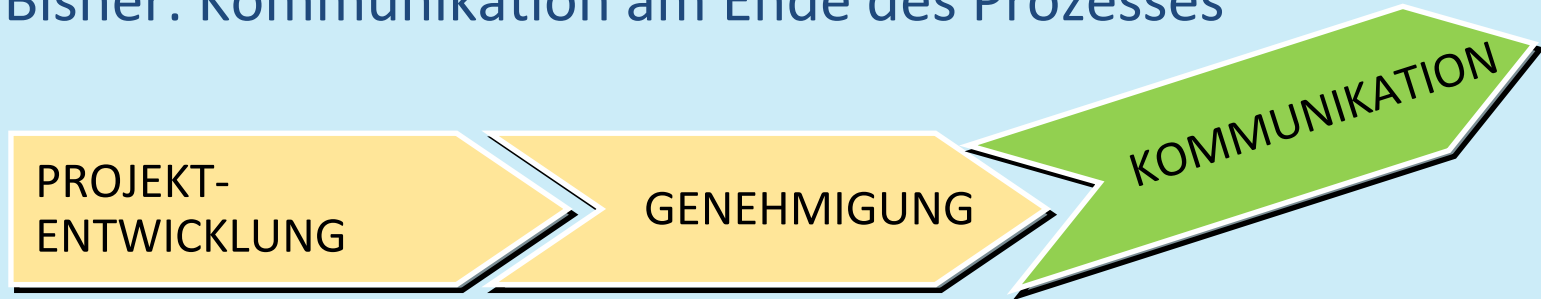 Bisher: Kommunikation am Ende des Prozesses
PROJEKT-
ENTWICKLUNG
GENEHMIGUNG
KOMMUNIKATION